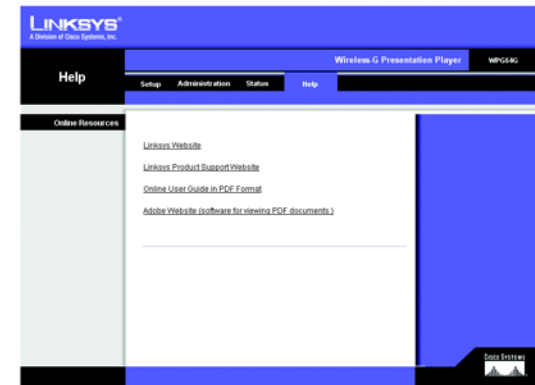 LINKSYS®
A Division of Cisco Systems, Inc.
Wireless-G Presentation Player WPG54G
Help
Setup Administration Status Help
Online Resources
Linksys Website
Linksys Product Support Website
Online User Guide in PDF Format
Adobe Website (software for viewing PDF documents )
CISCO SYSTEMS